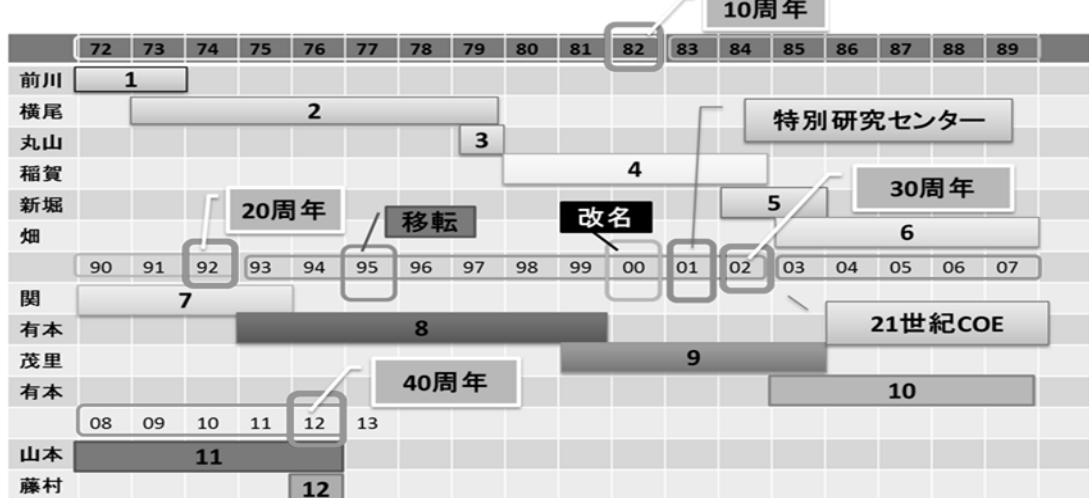 10周年
72 73 74 75 76 77 78 79 80 81 82 83 84 85 86 87 88 89
前川 1
横尾 2
特別研究センター
丸山 3
稲賀 4
30周年
新堀 5
20周年 移転 改名
畑 6
90 91 92 93 94 95 96 97 98 99 00 01 02 03 04 05 06 07
関 7
有本 8
21世紀COE
茂里 9
40周年
有本 10
08 09 10 11 12 13
山本 11
藤村 12